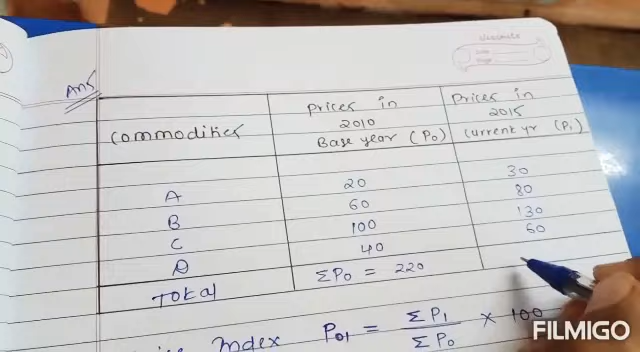 Ans
Commodities Prices in 2010 Base year (P₀) Prices in 2015 Current yr (P₁)
A 20 30
B 60 80
C 100 130
D 40 60
Total ΣP₀ = 220
Index P₀₁ = ΣP₁ / ΣP₀ × 100
FILMIGO